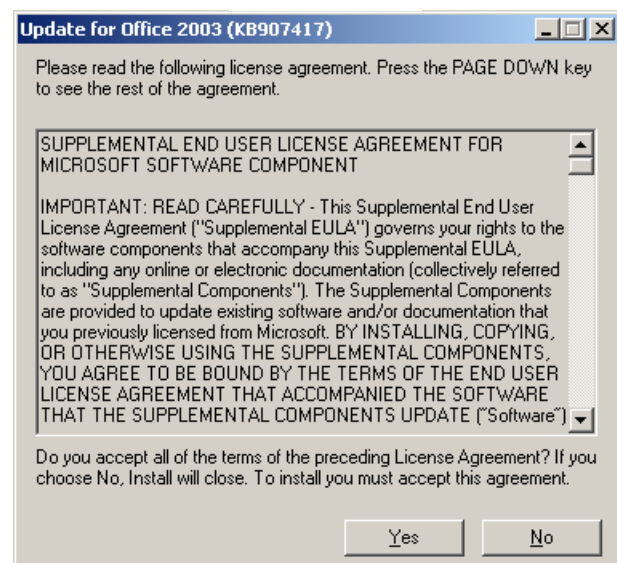 Update for Office 2003 (KB907417)
Please read the following license agreement. Press the PAGE DOWN key
to see the rest of the agreement.
SUPPLEMENTAL END USER LICENSE AGREEMENT FOR
MICROSOFT SOFTWARE COMPONENT
IMPORTANT: READ CAREFULLY - This Supplemental End User
License Agreement ("Supplemental EULA") governs your rights to the
software components that accompany this Supplemental EULA,
including any online or electronic documentation (collectively referred
to as "Supplemental Components"). The Supplemental Components
are provided to update existing software and/or documentation that
you previously licensed from Microsoft. BY INSTALLING, COPYING,
OR OTHERWISE USING THE SUPPLEMENTAL COMPONENTS,
YOU AGREE TO BE BOUND BY THE TERMS OF THE END USER
LICENSE AGREEMENT THAT ACCOMPANIED THE SOFTWARE
THAT THE SUPPLEMENTAL COMPONENTS UPDATE ("Software")
Do you accept all of the terms of the preceding License Agreement? If you
choose No, Install will close. To install you must accept this agreement.
Yes No